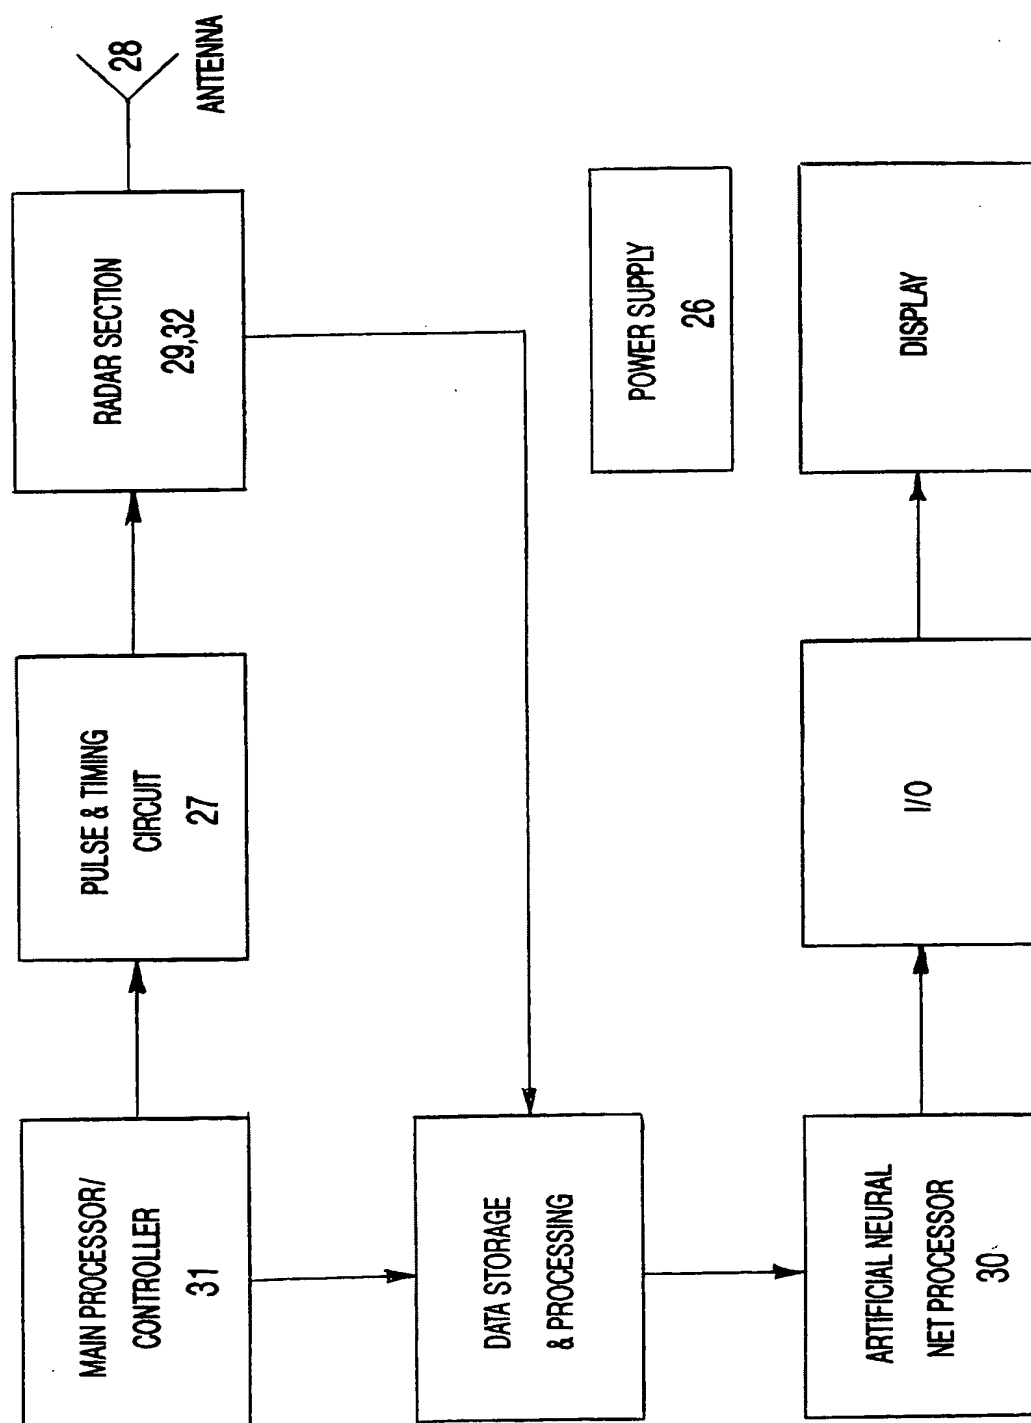 MAIN PROCESSOR/
CONTROLLER
31
PULSE & TIMING
CIRCUIT
27
RADAR SECTION
29,32
28
ANTENNA
DATA STORAGE
& PROCESSING
POWER SUPPLY
26
ARTIFICIAL NEURAL
NET PROCESSOR
30
I/O
DISPLAY